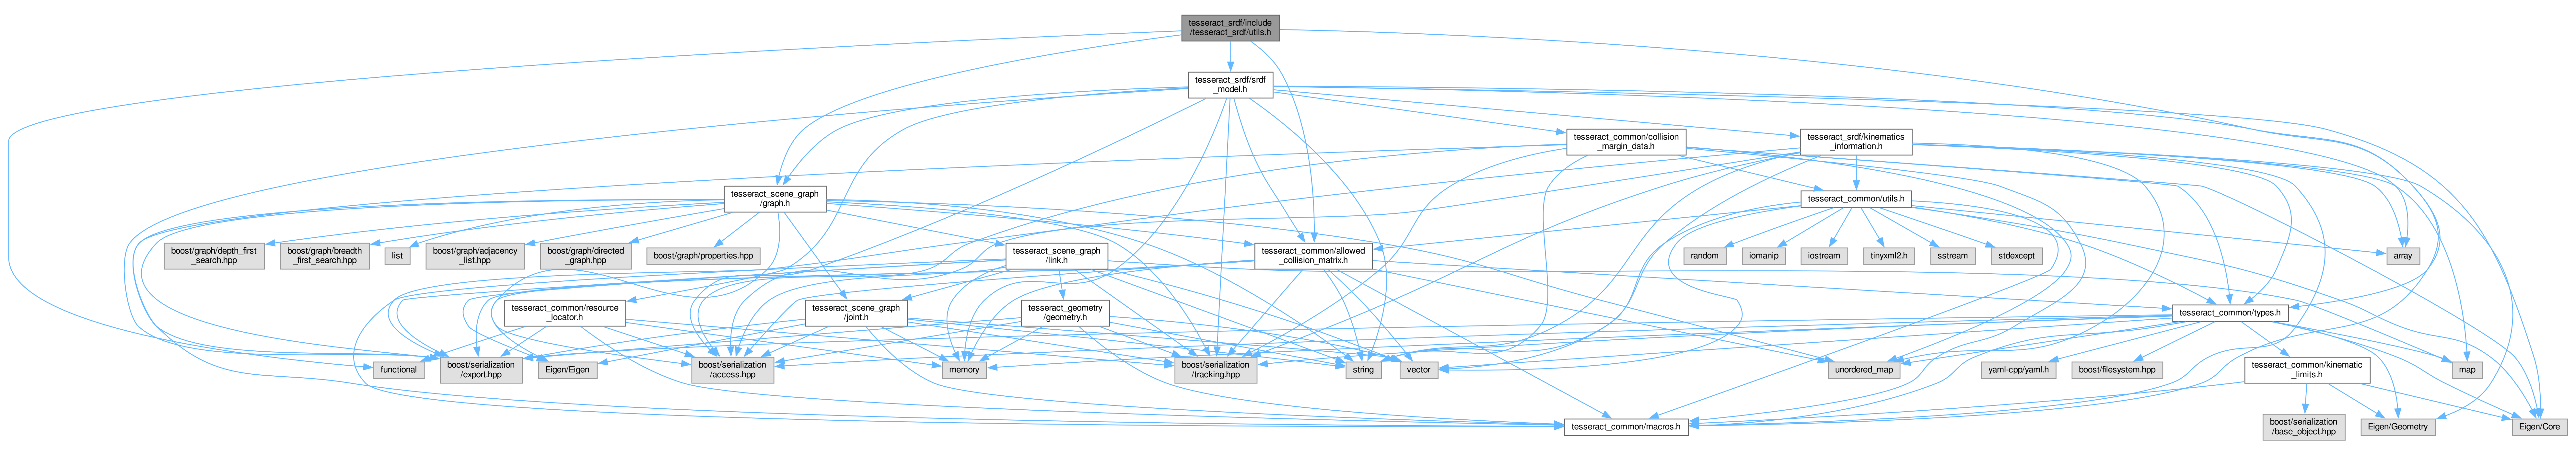 tesseract_srdf/include
/tesseract_srdf/utils.h
tesseract_srdf/srdf
_model.h
tesseract_common/collision
_margin_data.h
tesseract_srdf/kinematics
_information.h
tesseract_scene_graph
/graph.h
tesseract_common/utils.h
boost/graph/depth_first
_search.hpp
boost/graph/breadth
_first_search.hpp
list
boost/graph/adjacency
_list.hpp
boost/graph/directed
_graph.hpp
boost/graph/properties.hpp
tesseract_scene_graph
/link.h
tesseract_common/allowed
_collision_matrix.h
random
iomanip
iostream
tinyxml2.h
sstream
stdexcept
array
tesseract_common/resource
_locator.h
tesseract_scene_graph
/joint.h
tesseract_geometry
/geometry.h
tesseract_common/types.h
functional
boost/serialization
/export.hpp
Eigen/Eigen
boost/serialization
/access.hpp
memory
boost/serialization
/tracking.hpp
string
vector
unordered_map
yaml-cpp/yaml.h
boost/filesystem.hpp
tesseract_common/kinematic
_limits.h
map
tesseract_common/macros.h
boost/serialization
/base_object.hpp
Eigen/Geometry
Eigen/Core